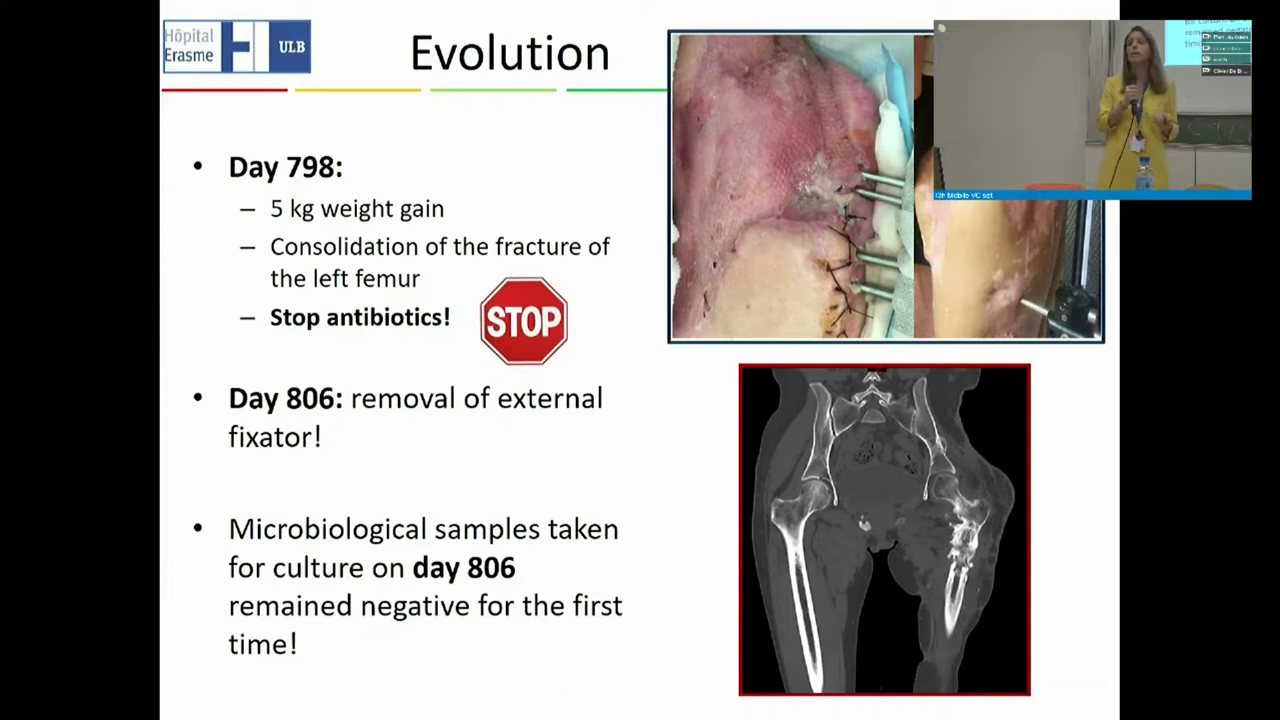 Hôpital
Erasme
ULB
Evolution
• Day 798:
– 5 kg weight gain
– Consolidation of the fracture of
the left femur
– Stop antibiotics!
STOP
• Day 806: removal of external
fixator!
• Microbiological samples taken
for culture on day 806
remained negative for the first
time!